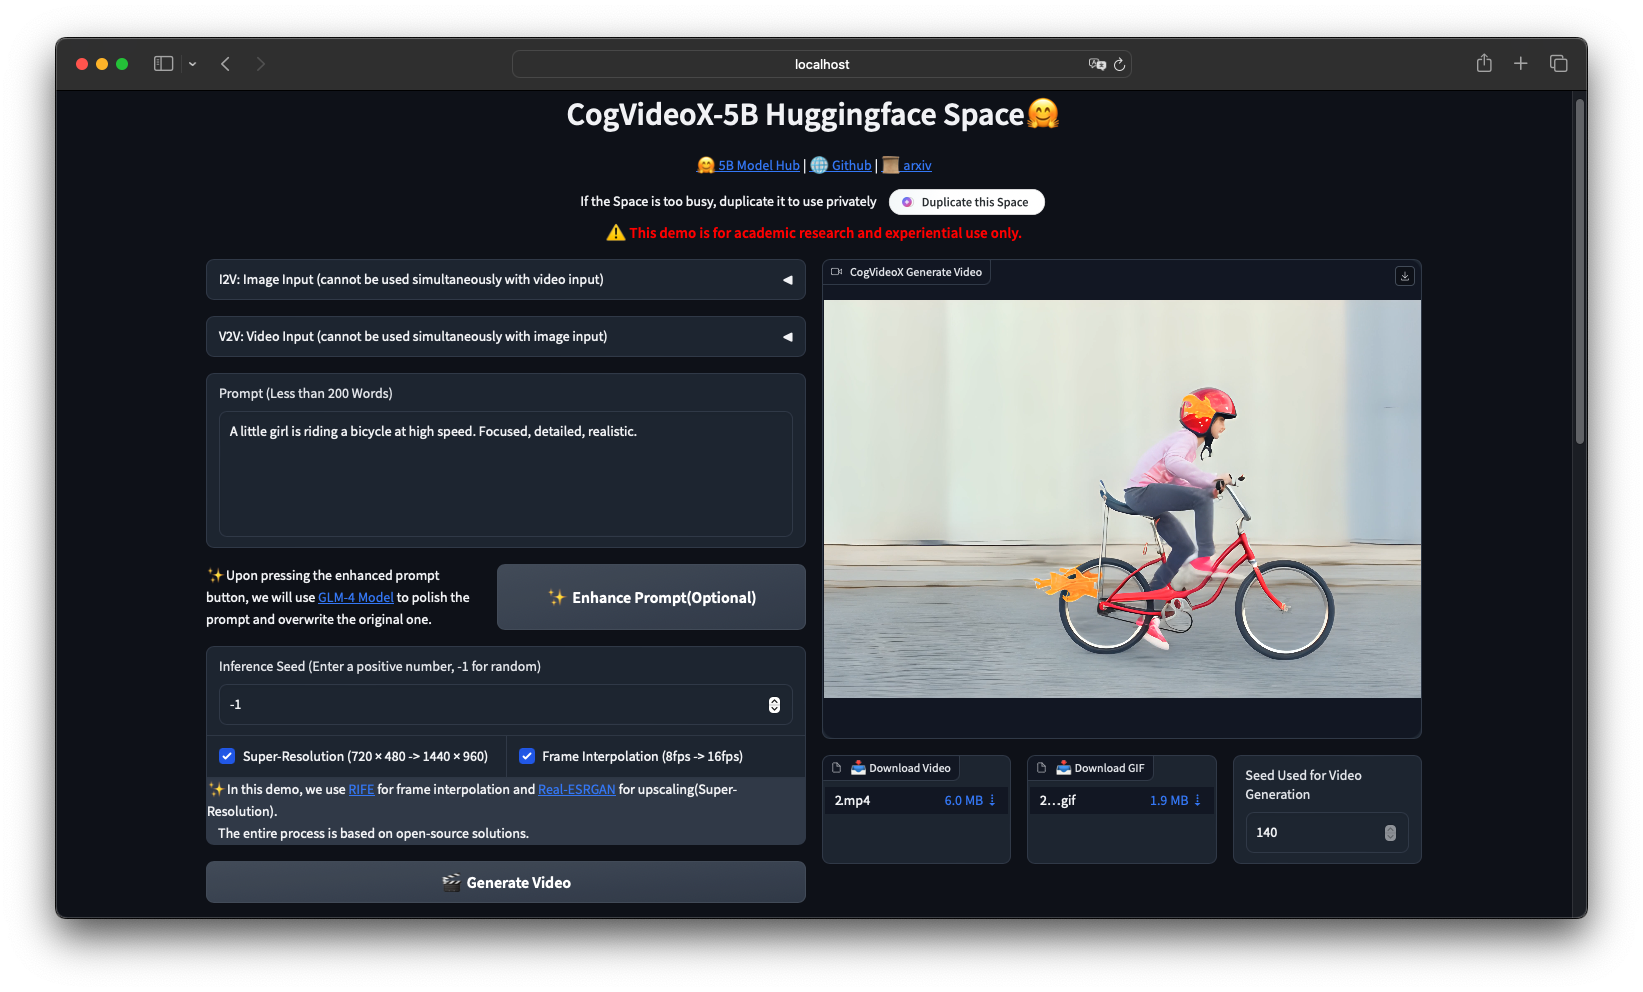 localhost
CogVideoX-5B Huggingface Space🤗
🤗 5B Model Hub | 🌐 Github | 📜 arxiv
If the Space is too busy, duplicate it to use privately
Duplicate this Space
⚠️ This demo is for academic research and experiential use only.
I2V: Image Input (cannot be used simultaneously with video input)
V2V: Video Input (cannot be used simultaneously with image input)
Prompt (Less than 200 Words)
A little girl is riding a bicycle at high speed. Focused, detailed, realistic.
✨ Upon pressing the enhanced prompt
button, we will use GLM-4 Model to polish the
prompt and overwrite the original one.
✨ Enhance Prompt(Optional)
Inference Seed (Enter a positive number, -1 for random)
-1
Super-Resolution (720 × 480 -> 1440 × 960)
Frame Interpolation (8fps -> 16fps)
✨ In this demo, we use RIFE for frame interpolation and Real-ESRGAN for upscaling(Super-
Resolution).
The entire process is based on open-source solutions.
🎬 Generate Video
CogVideoX Generate Video
📥 Download Video
2.mp4 6.0 MB ⇣
📥 Download GIF
2...gif 1.9 MB ⇣
Seed Used for Video
Generation
140